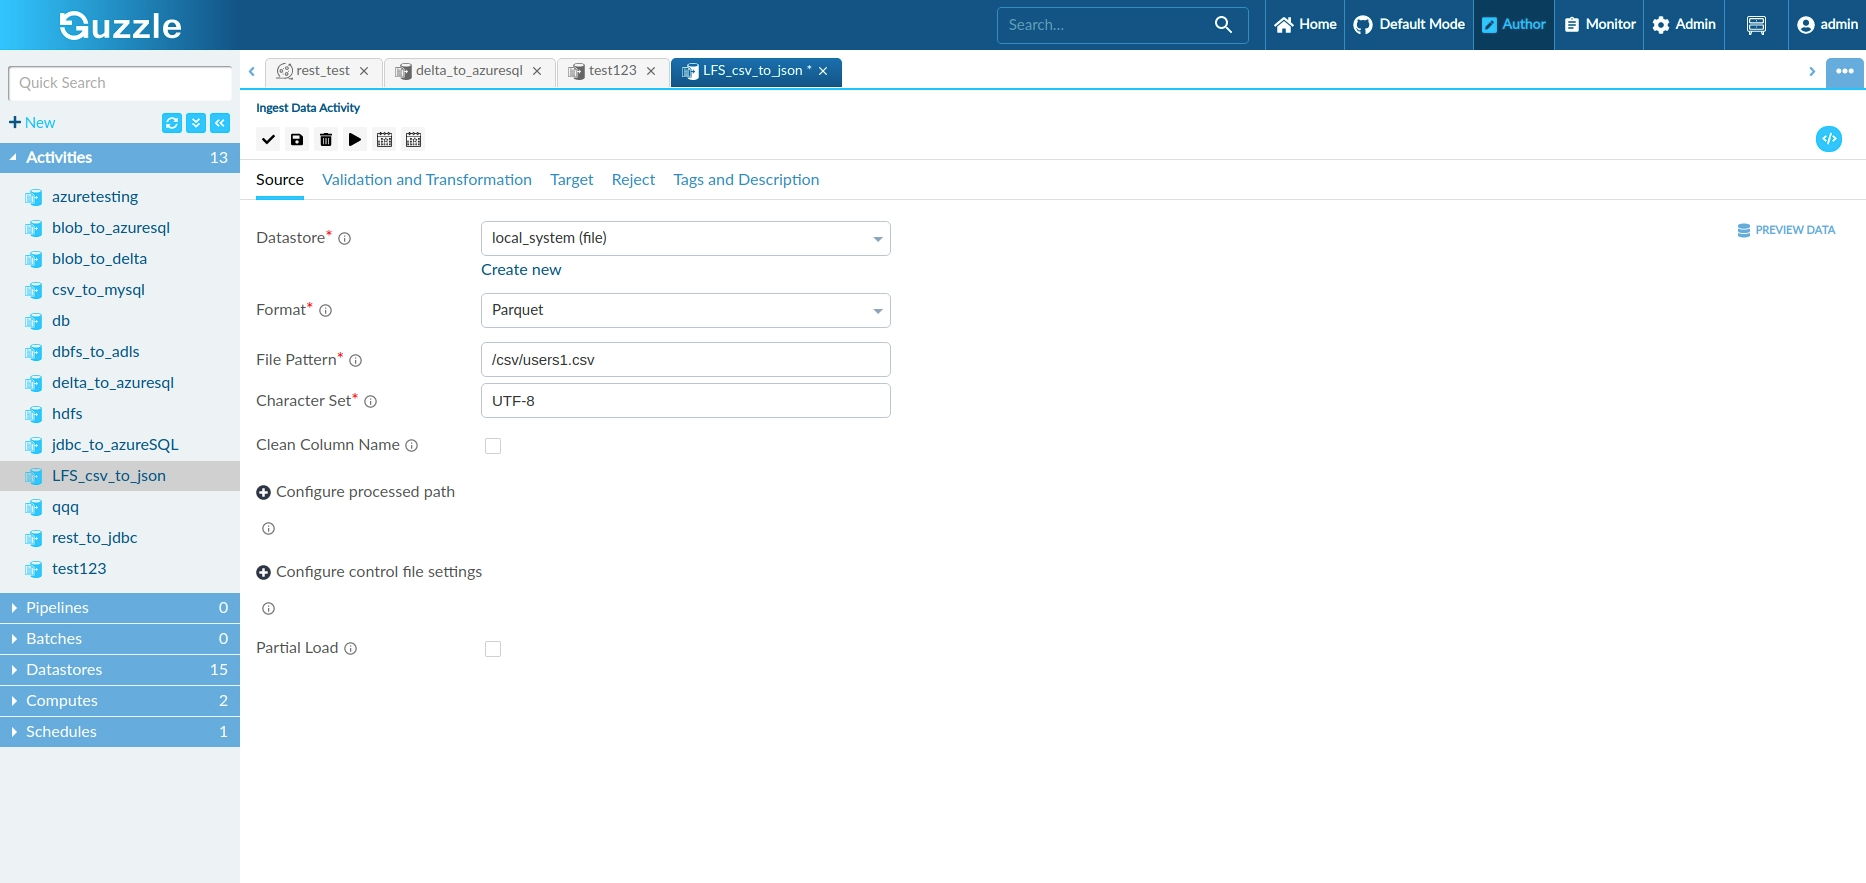 Guzzle
Search...
Home
Default Mode
Author
Monitor
Admin
admin
Quick Search
New
Activities 13
azuretesting
blob_to_azuresql
blob_to_delta
csv_to_mysql
db
dbfs_to_adls
delta_to_azuresql
hdfs
jdbc_to_azureSQL
LFS_csv_to_json
qqq
rest_to_jdbc
test123
Pipelines 0
Batches 0
Datastores 15
Computes 2
Schedules 1
rest_test
delta_to_azuresql
test123
LFS_csv_to_json *
Ingest Data Activity
Source
Validation and Transformation
Target
Reject
Tags and Description
PREVIEW DATA
Datastore* local_system (file)
Create new
Format* Parquet
File Pattern* /csv/users1.csv
Character Set* UTF-8
Clean Column Name
Configure processed path
Configure control file settings
Partial Load